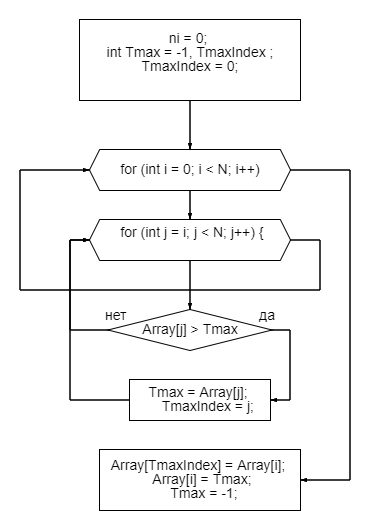 ni = 0;
int Tmax = -1, TmaxIndex ;
TmaxIndex = 0;
for (int i = 0; i < N; i++)
for (int j = i; j < N; j++) {
нет
да
Array[j] > Tmax
Tmax = Array[j];
TmaxIndex = j;
Array[TmaxIndex] = Array[i];
Array[i] = Tmax;
Tmax = -1;